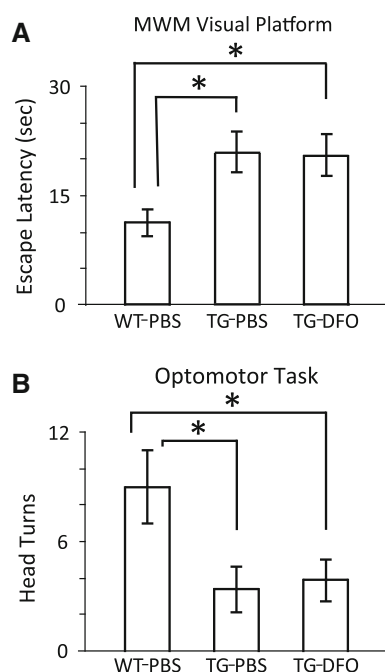 A
MWM Visual Platform
*
*
Escape Latency (sec)
30
15
0
WT-PBS TG-PBS TG-DFO
B
Optomotor Task
*
*
Head Turns
12
6
0
WT-PBS TG-PBS TG-DFO